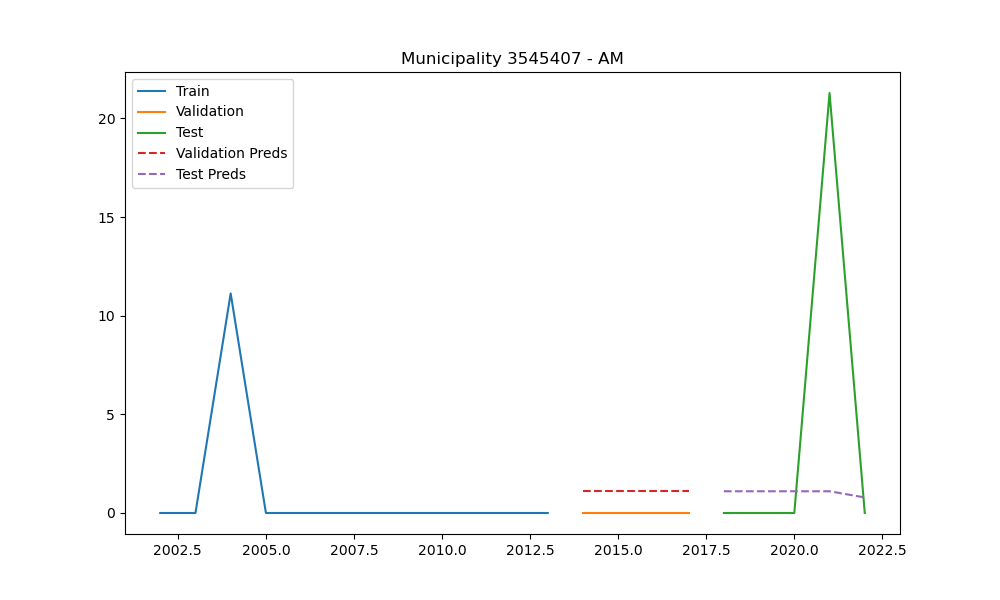 Municipality 3545407 - AM
Train
Validation
Test
Validation Preds
Test Preds
20
15
10
5
0
2002.5 2005.0 2007.5 2010.0 2012.5 2015.0 2017.5 2020.0 2022.5